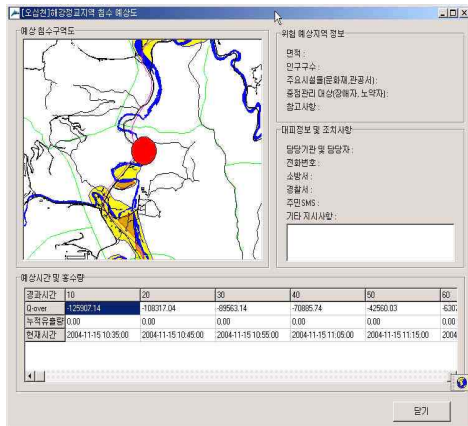 [오십천]해강정교지역 침수 예상도
예상 침수구역도
위험 예상지역 정보
면적 :
인구구수 :
주요시설물(문화재,관공서) :
중점관리 대상(장애자, 노약자) :
참고사항 :
대피정보 및 조치사항
담당기관 및 담당자 :
전화번호 :
소방서 :
경찰서 :
주민SMS :
기타 지시사항 :
예상시간 및 홍수량
경과시간 10 20 30 40 50 60
Q-over -125907.14 -108317.04 -89563.14 -70885.74 -42560.03 -630
누적유출량 0.00 0.00 0.00 0.00 0.00 0.00
현재시간 2004-11-15 10:35:00 2004-11-15 10:45:00 2004-11-15 10:55:00 2004-11-15 11:05:00 2004-11-15 11:15:00 2004
닫기